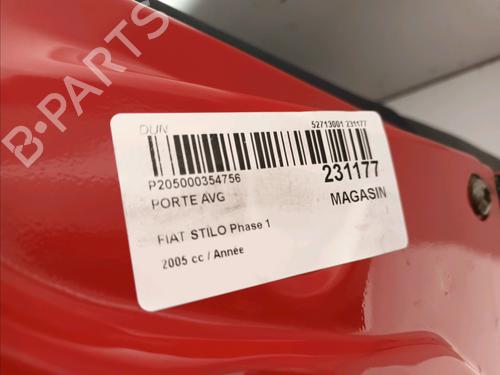 DUN 52713001 231177
P205000354756
231177
PORTE AVG
MAGASIN
FIAT STILO Phase 1
2005 cc / Année
B-PARTS